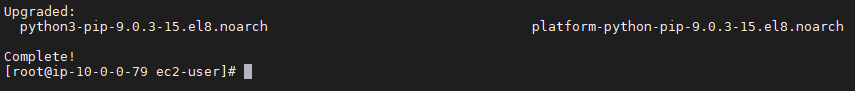 Upgraded:
python3-pip-9.0.3-15.el8.noarch platform-python-pip-9.0.3-15.el8.noarch
Complete!
[root@ip-10-0-0-79 ec2-user]#